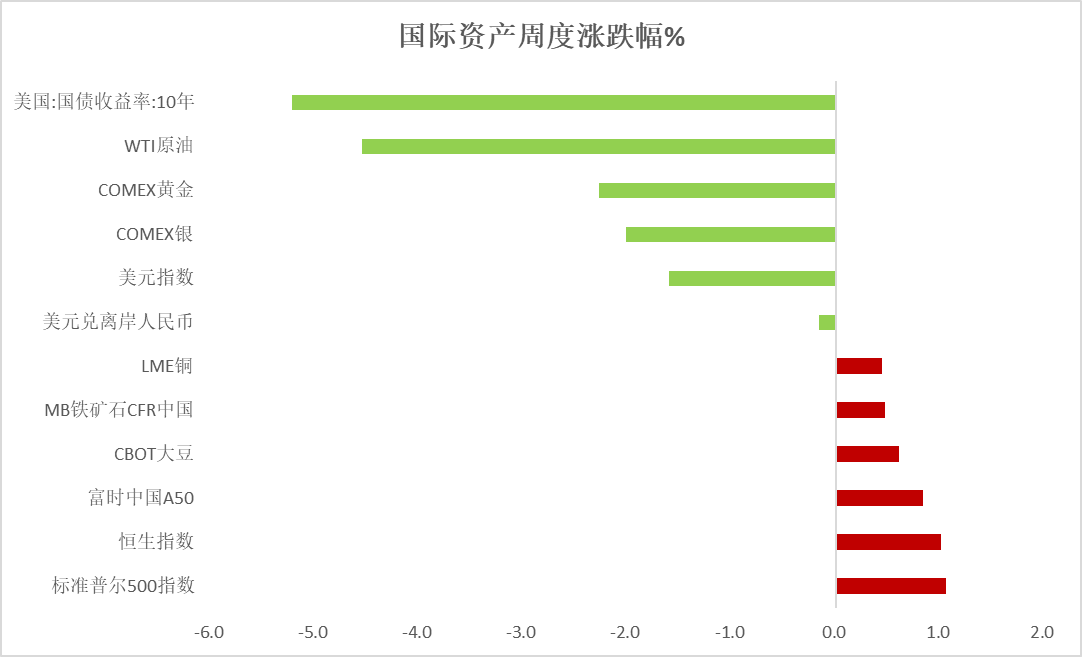 国际资产周度涨跌幅%
美国:国债收益率:10年
WTI原油
COMEX黄金
COMEX银
美元指数
美元兑离岸人民币
LME铜
MB铁矿石CFR中国
CBOT大豆
富时中国A50
恒生指数
标准普尔500指数
-6.0 -5.0 -4.0 -3.0 -2.0 -1.0 0.0 1.0 2.0